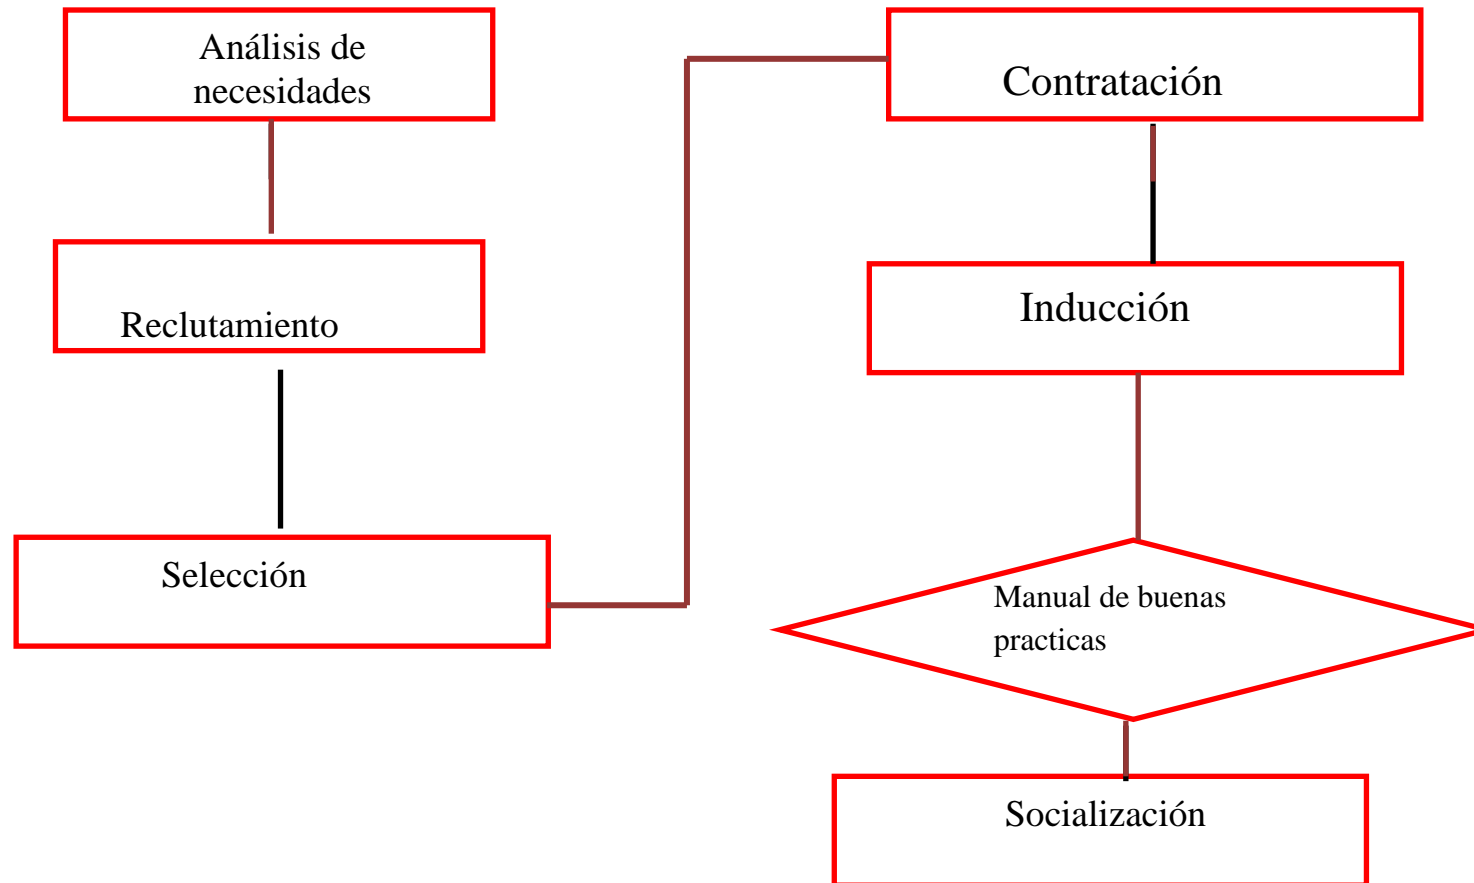 Análisis de
necesidades
Reclutamiento
Selección
Contratación
Inducción
Manual de buenas
practicas
Socialización